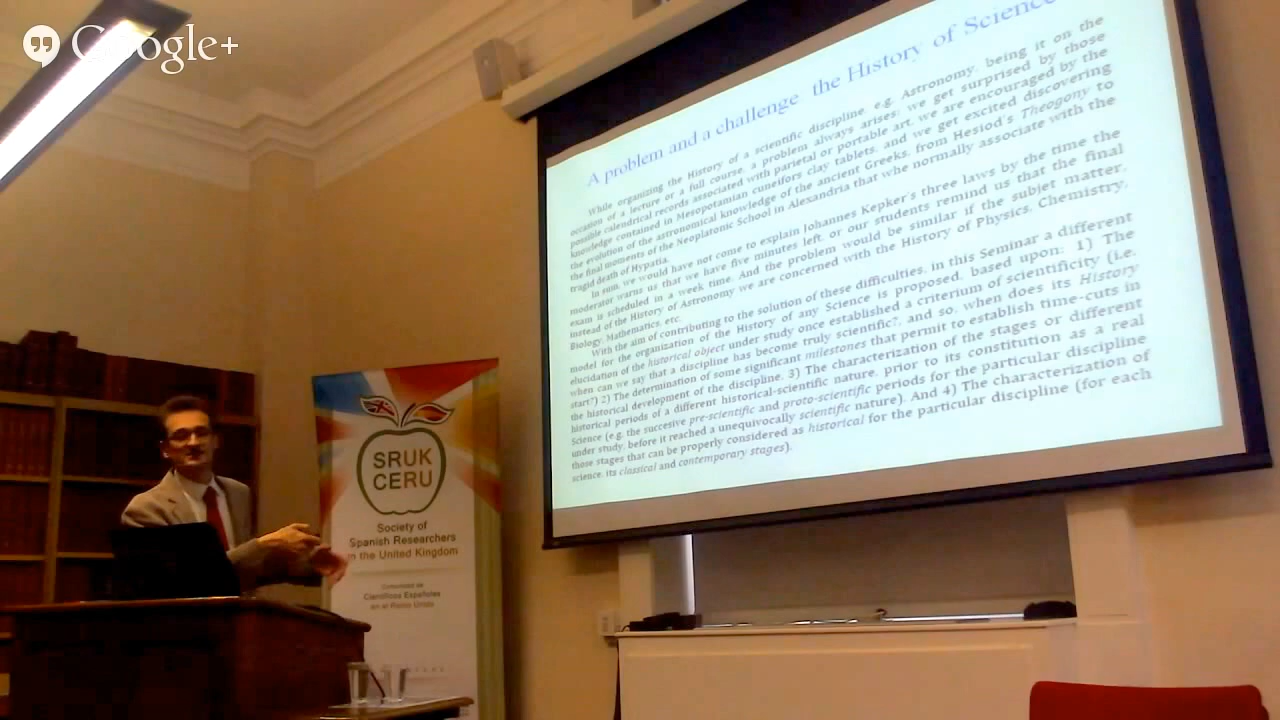 Google+
A problem and a challenge: the History of Science
While organizing the History of a scientific discipline, e.g. Astronomy, being it on the
occasion of a lecture or a full course, a problem always arises: we get surprised by those
possible calendrical records associated with parietal or portable art, we are encouraged by the
knowledge contained in Mesopotamian cuneifors clay tablets, and we get excited discovering
the evolution of the astronomical knowledge of the ancient Greeks, from Hesiod's Theogony to
the final moments of the Neoplatonic School in Alexandria that whe normally associate with the
tragid death of Hypatia.
In sum, we would have not come to explain Johannes Kepker's three laws by the time the
moderator warns us that we have five minutes left, or our students remind us that the final
exam is scheduled in a week time. And the problem would be similar if the subjet matter,
instead of the History of Astronomy we are concerned with the History of Physics, Chemistry,
Biology, Mathematics, etc.
With the aim of contributing to the solution of these difficulties, in this Seminar a different
model for the organization of the History of any Science is proposed, based upon: 1) The
elucidation of the historical object under study once established a criterium of scientificity (i.e.
when can we say that a discipline has become truly scientific?, and so, when does its History
start?) 2) The determination of some significant milestones that permit to establish time-cuts in
the historical development of the discipline. 3) The characterization of the stages or different
historical periods of a different historical-scientific nature, prior to its constitution as a real
Science (e.g. the succesive pre-scientific and proto-scientific periods for the particular discipline
under study, before it reached a unequivocally scientific nature). And 4) The characterization of
those stages that can be properly considered as historical for the particular discipline (for each
science, its classical and contemporary stages).
SRUK
CERU
Society of
Spanish Researchers
in the United Kingdom
Comunidad de
Científicos Españoles
en el Reino Unido